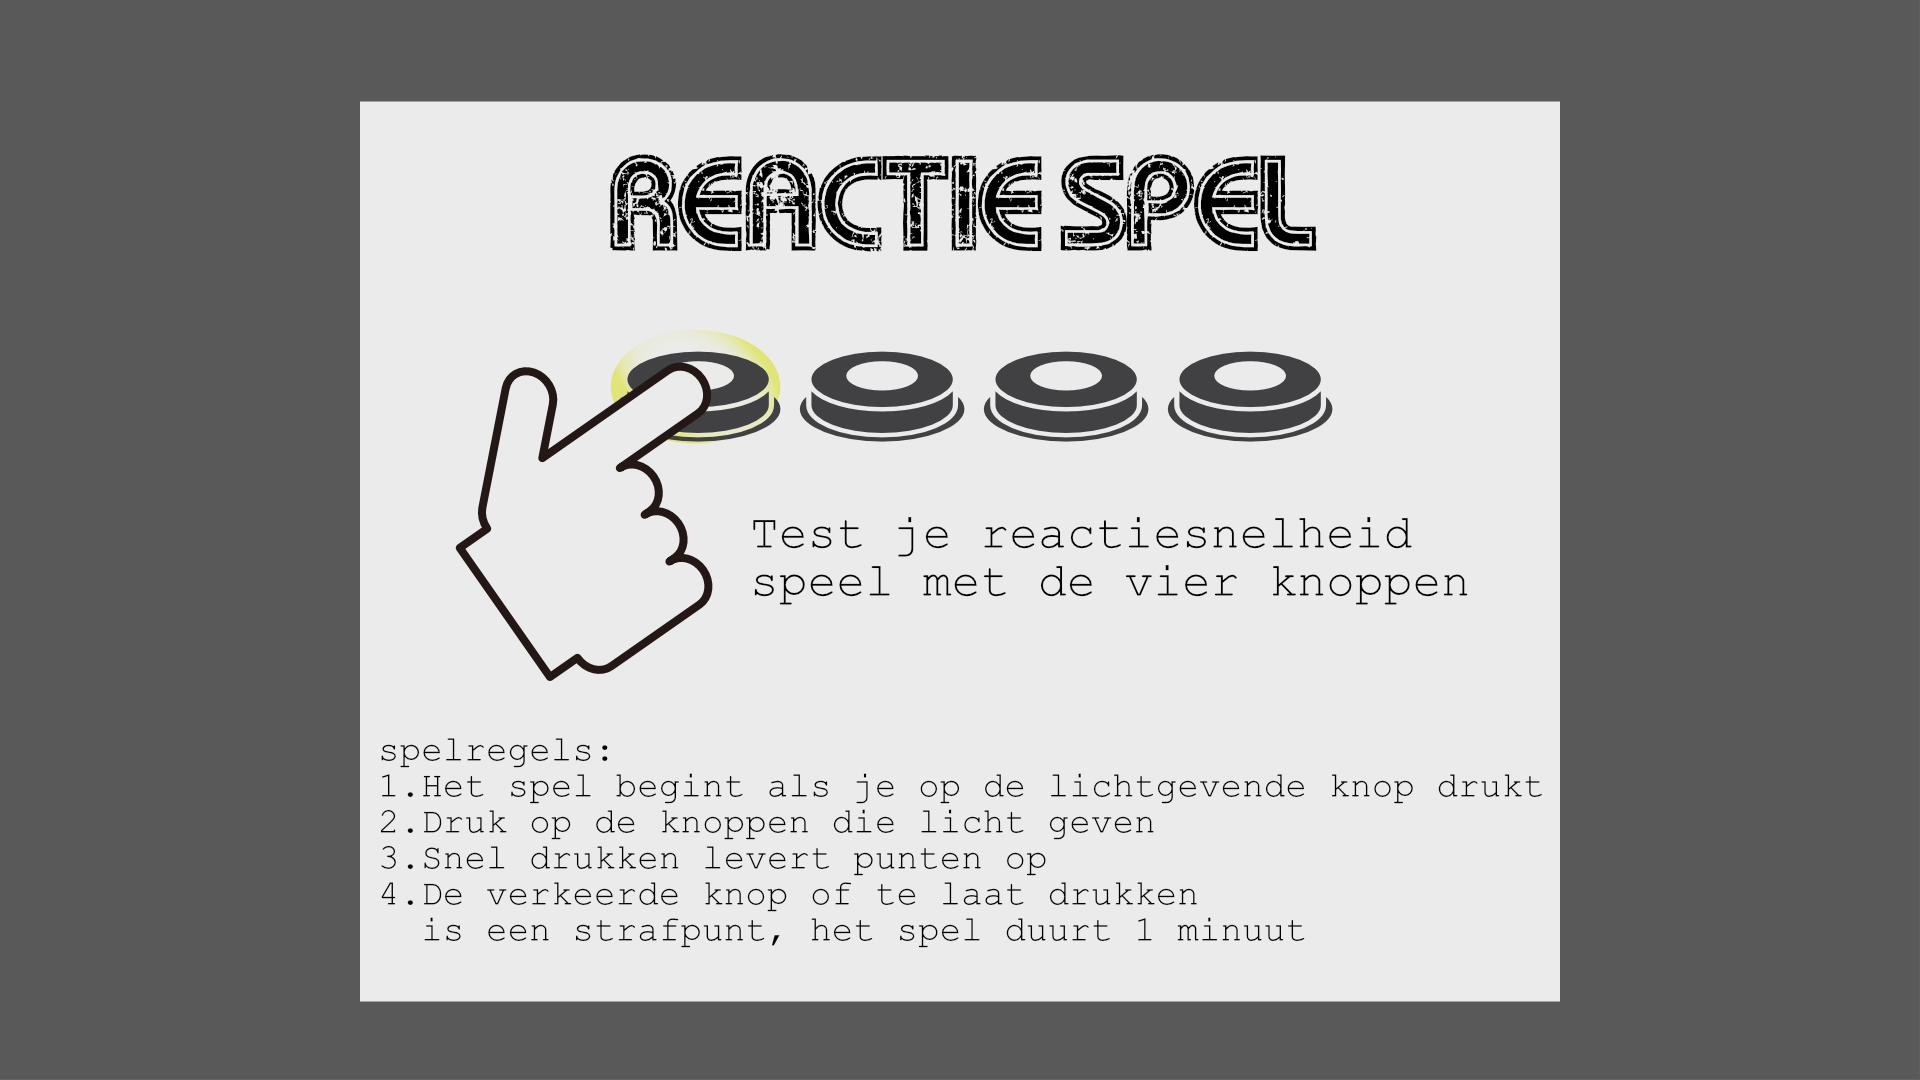 REACTIE SPEL
Test je reactiesnelheid
speel met de vier knoppen
spelregels:
1.Het spel begint als je op de lichtgevende knop drukt
2.Druk op de knoppen die licht geven
3.Snel drukken levert punten op
4.De verkeerde knop of te laat drukken
is een strafpunt, het spel duurt 1 minuut